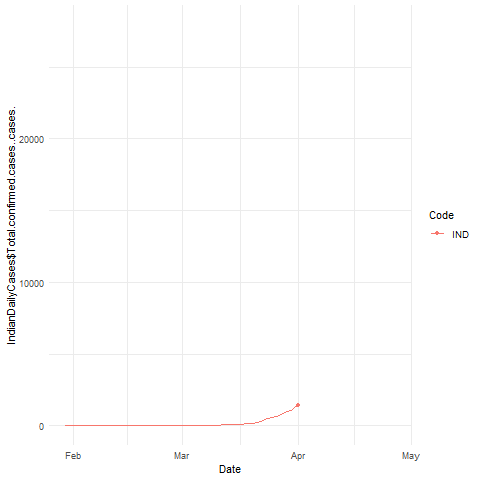 IndianDailyCases$Total.confirmed.cases..cases.
20000
10000
0
Feb
Mar
Apr
May
Date
Code
IND